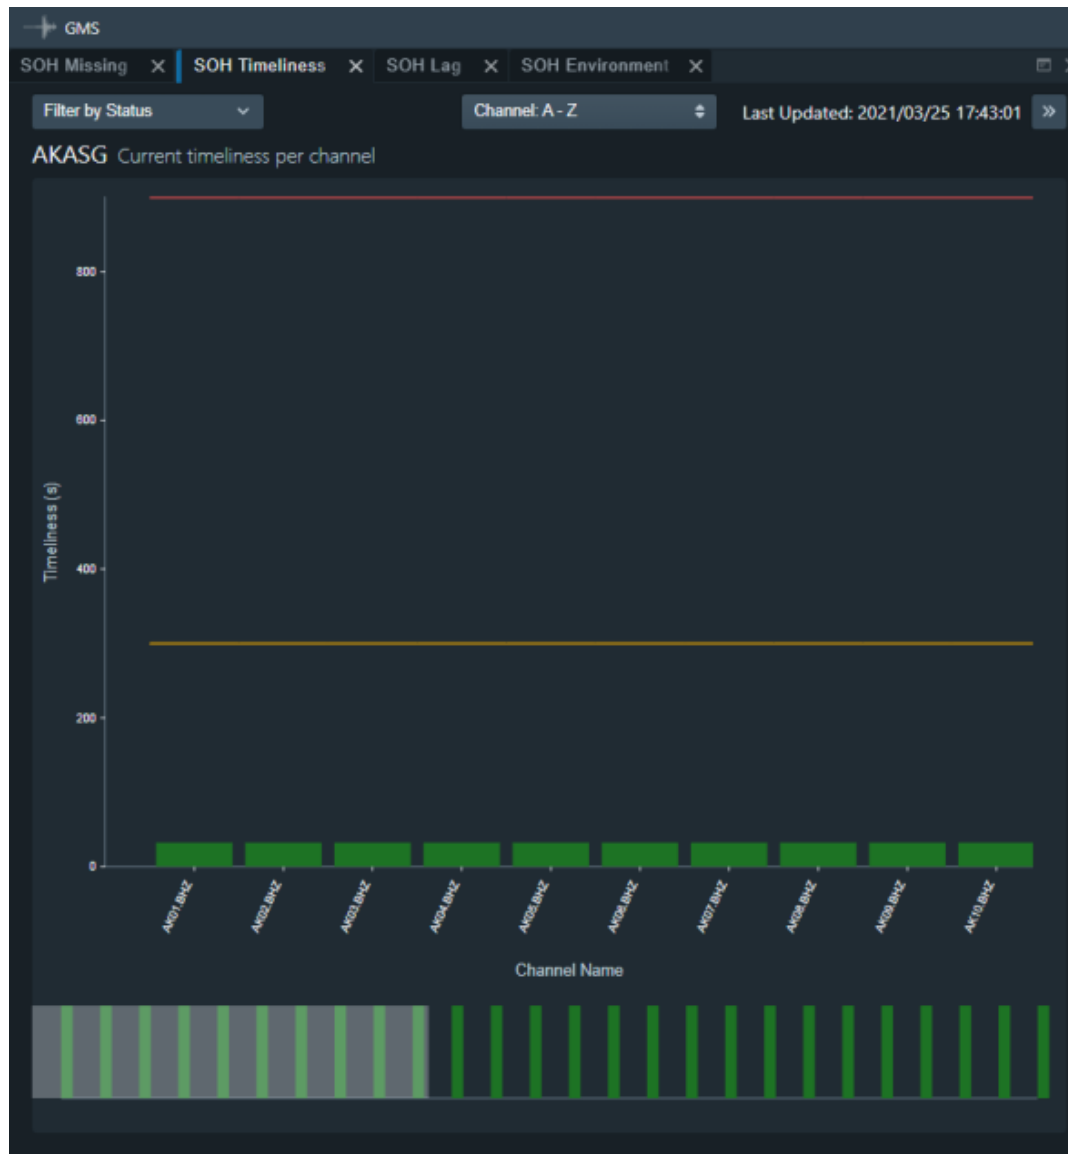 GMS
SOH Missing SOH Timeliness SOH Lag SOH Environment
Filter by Status Channel: A - Z Last Updated: 2021/03/25 17:43:01
AKASG Current timeliness per channel
800
600
Timeliness (s)
400
200
0
AK01.BHZ AK02.BHZ AK03.BHZ AK04.BHZ AK05.BHZ AK06.BHZ AK07.BHZ AK08.BHZ AK09.BHZ AK10.BHZ
Channel Name